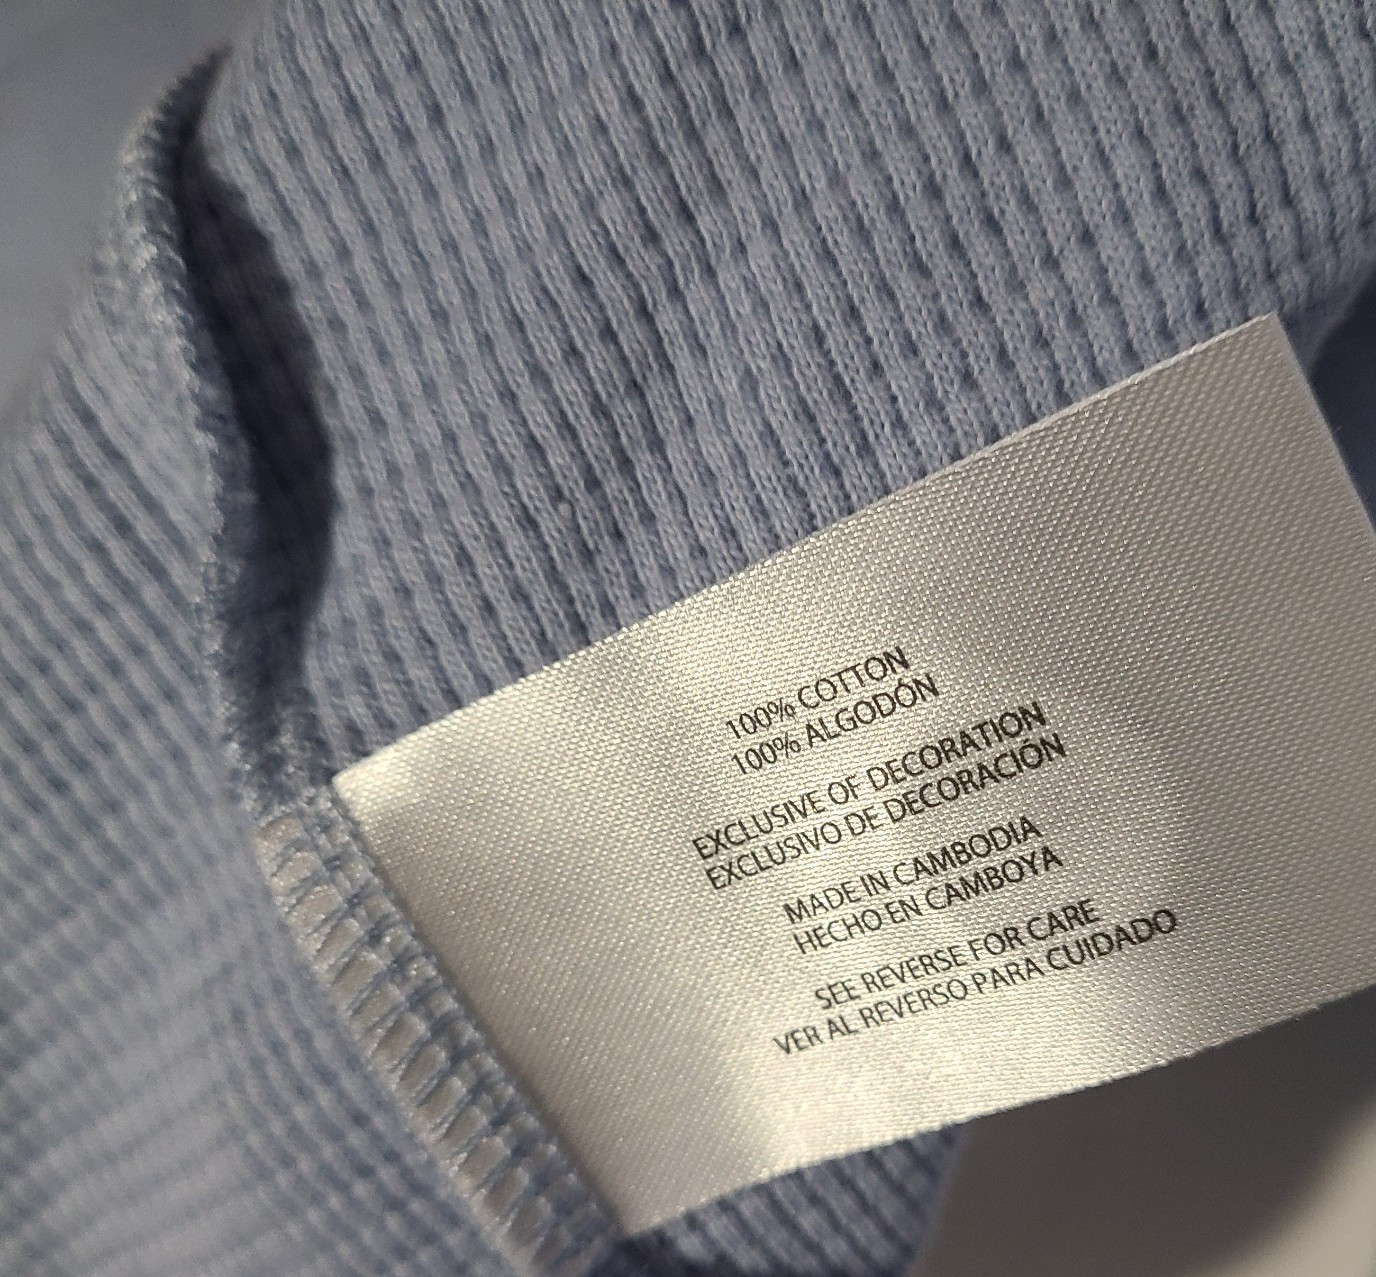 100% COTTON
100% ALGODÓN
EXCLUSIVE OF DECORATION
EXCLUSIVO DE DECORACIÓN
MADE IN CAMBODIA
HECHO EN CAMBOYA
SEE REVERSE FOR CARE
VER AL REVERSO PARA CUIDADO